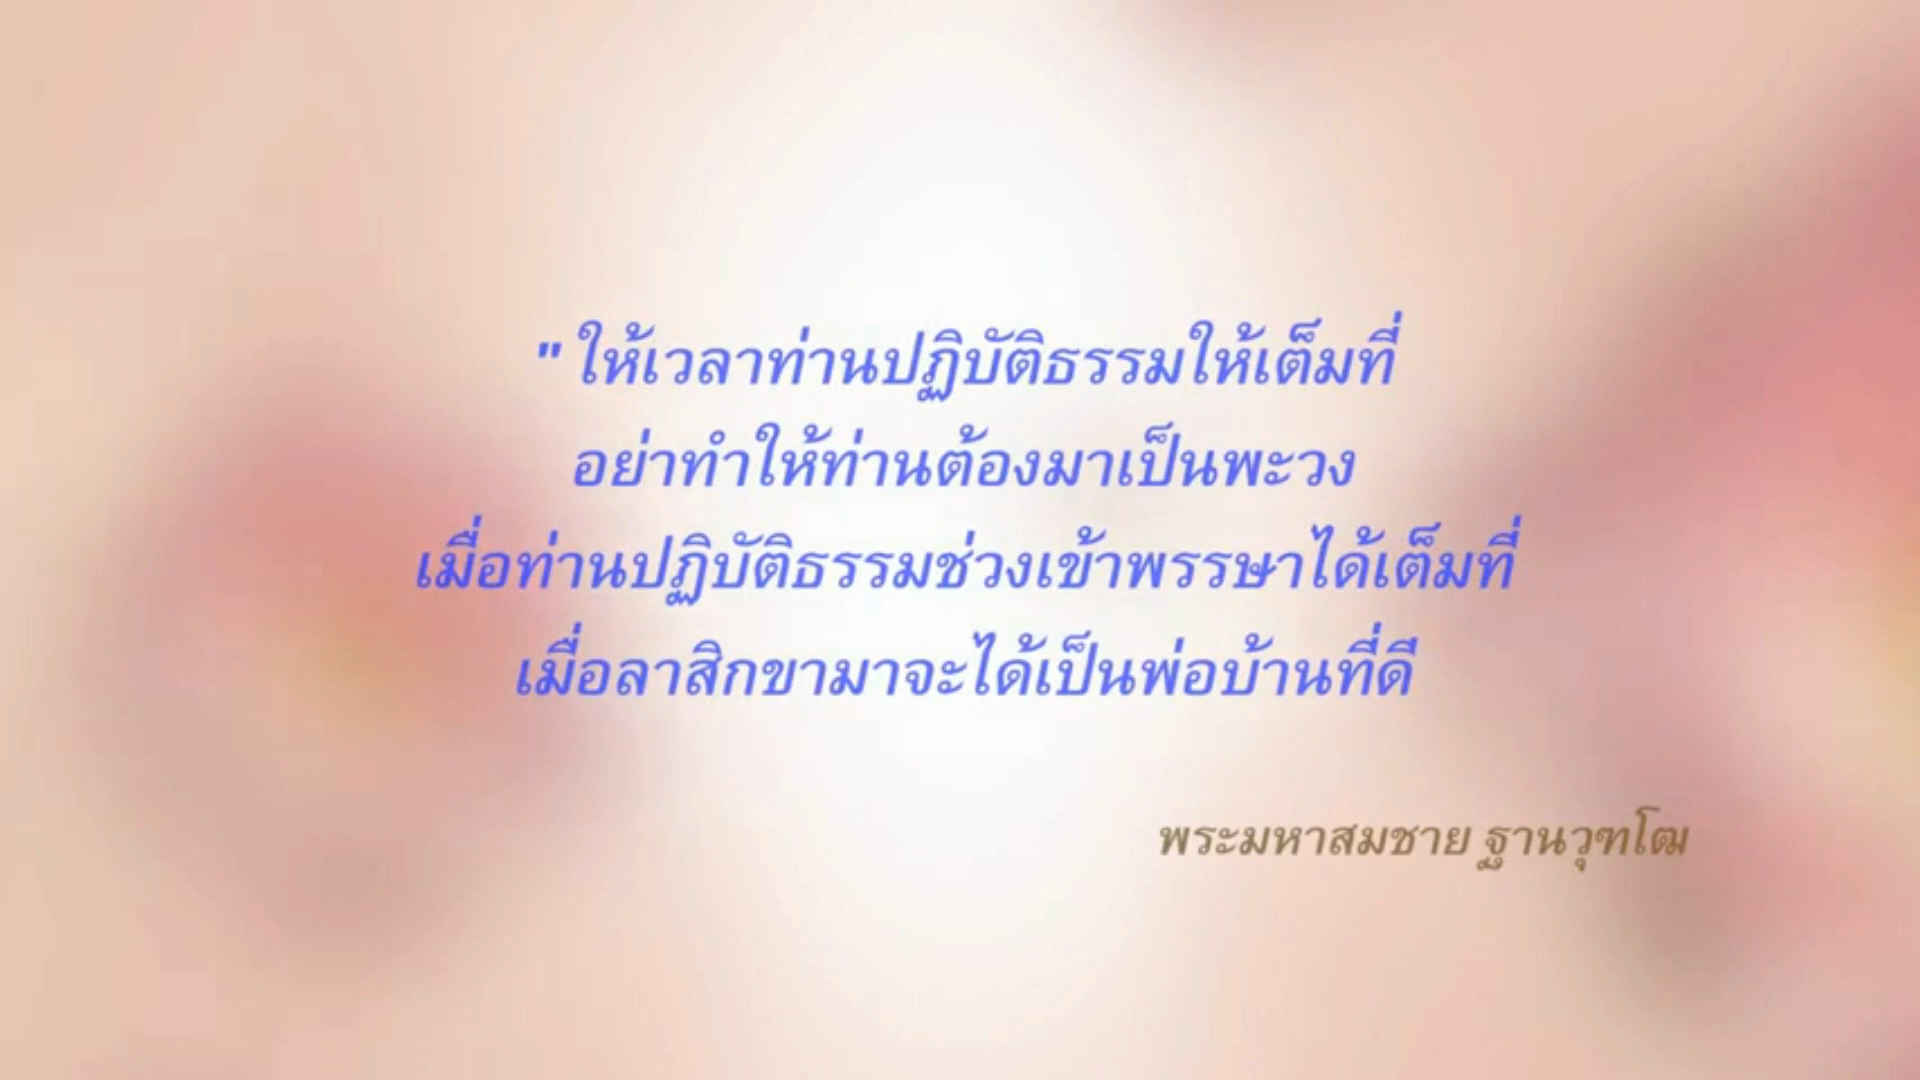 " ให้เวลาท่านปฏิบัติธรรมให้เต็มที่
อย่าทำให้ท่านต้องมาเป็นพะวง
เมื่อท่านปฏิบัติธรรมช่วงเข้าพรรษาได้เต็มที่
เมื่อลาสิกขามาจะได้เป็นพ่อบ้านที่ดี
พระมหาสมชาย ฐานวุฑโฒ